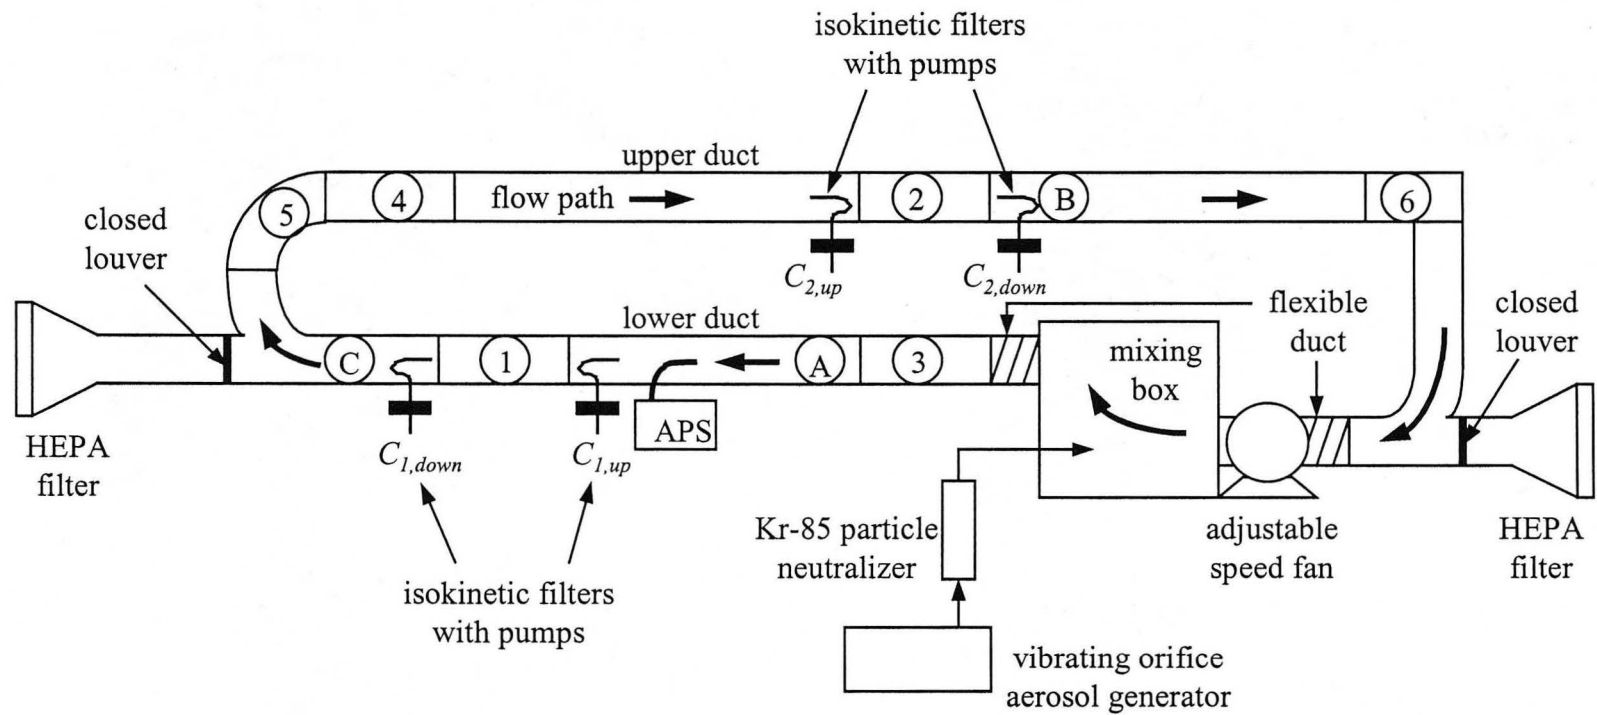 isokinetic filters
with pumps
upper duct
5
4
flow path
2
B
6
closed
louver
C2,up
C2,down
flexible
duct
closed
louver
lower duct
C
1
A
3
mixing
box
APS
HEPA
filter
C1,down
C1,up
Kr-85 particle
neutralizer
adjustable
speed fan
HEPA
filter
isokinetic filters
with pumps
vibrating orifice
aerosol generator